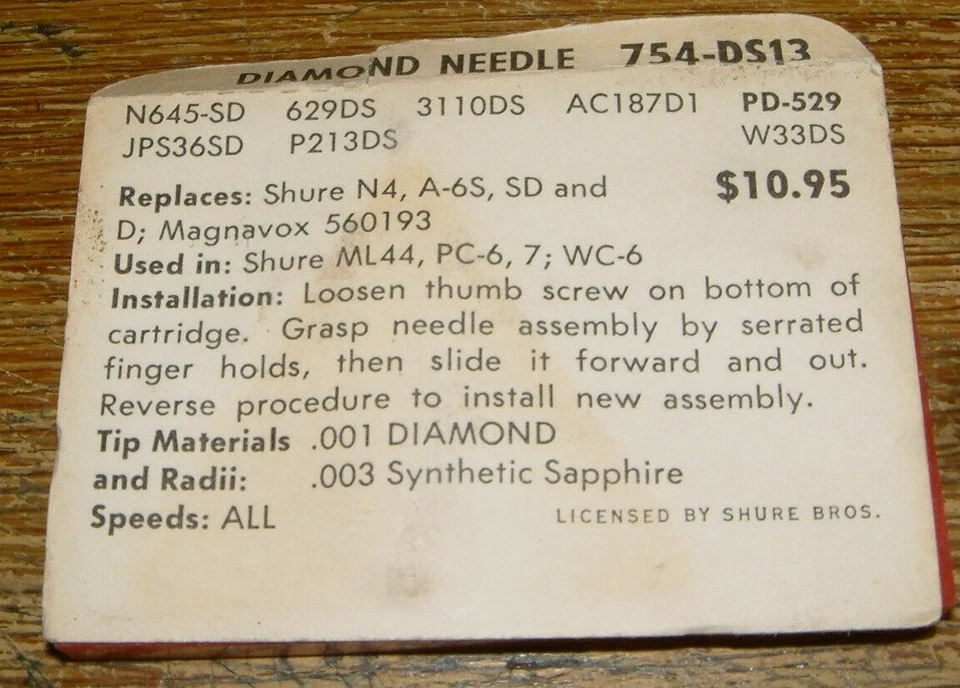 DIAMOND NEEDLE 754-DS13
N645-SD 629DS 3110DS AC187D1 PD-529
JPS36SD P213DS W33DS
Replaces: Shure N4, A-6S, SD and $10.95
D; Magnavox 560193
Used in: Shure ML44, PC-6, 7; WC-6
Installation: Loosen thumb screw on bottom of
cartridge. Grasp needle assembly by serrated
finger holds, then slide it forward and out.
Reverse procedure to install new assembly.
Tip Materials .001 DIAMOND
and Radii: .003 Synthetic Sapphire
Speeds: ALL LICENSED BY SHURE BROS.